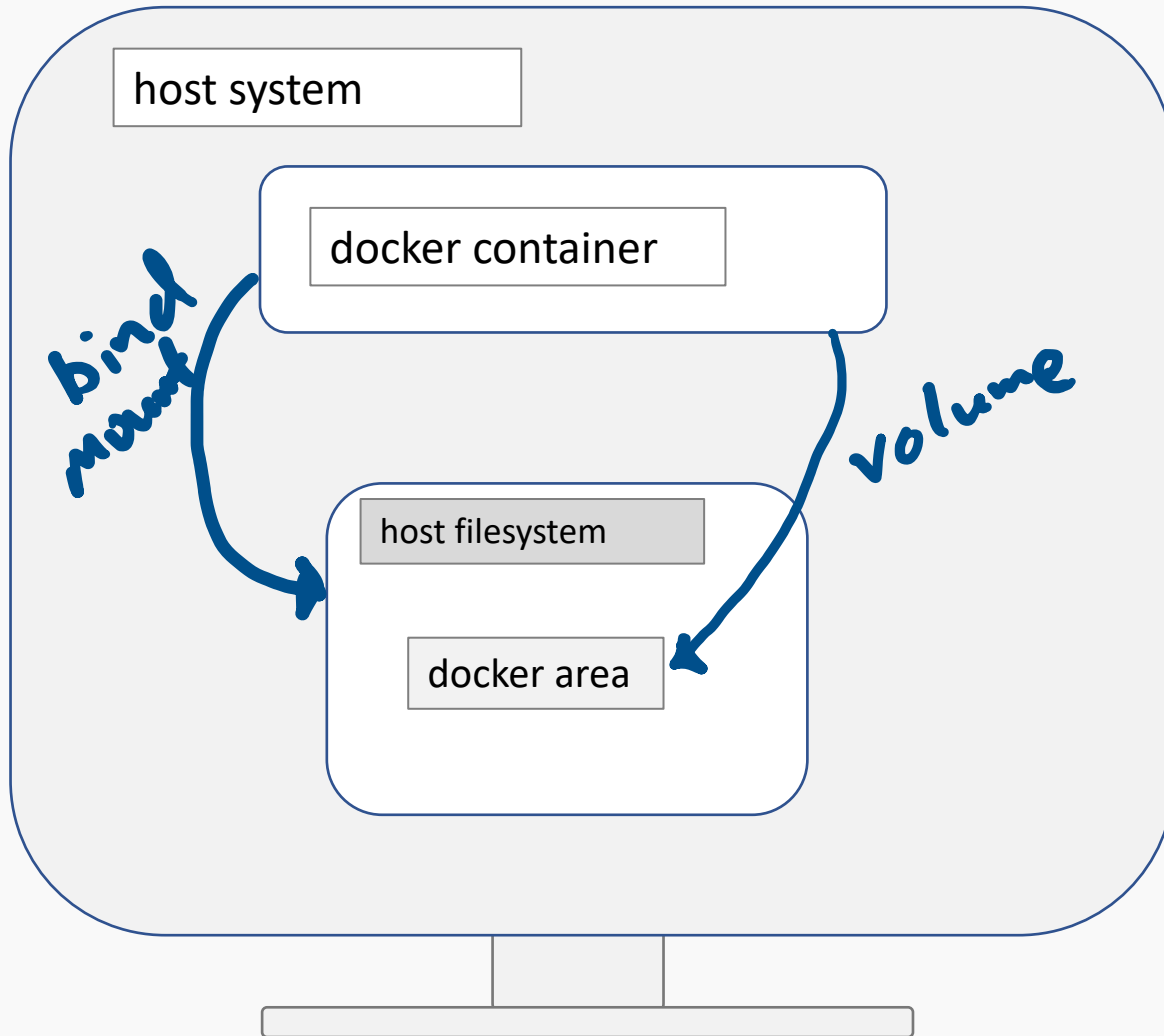 host system
docker container
bind
mount
volume
host filesystem
docker area